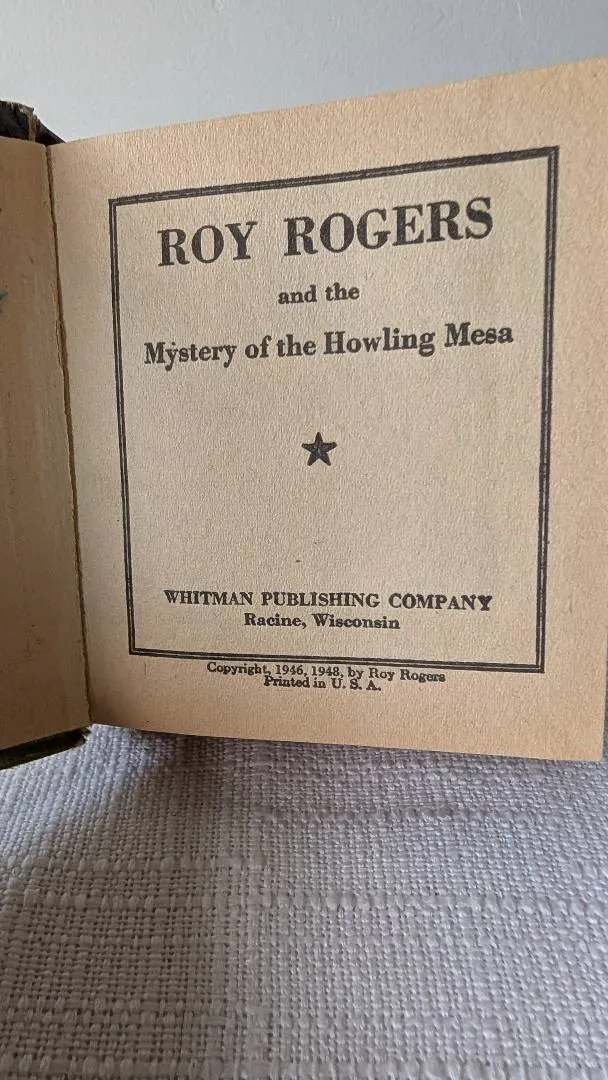 ROY ROGERS
and the
Mystery of the Howling Mesa
WHITMAN PUBLISHING COMPANY
Racine, Wisconsin
Copyright, 1946, 1948, by Roy Rogers
Printed in U. S. A.